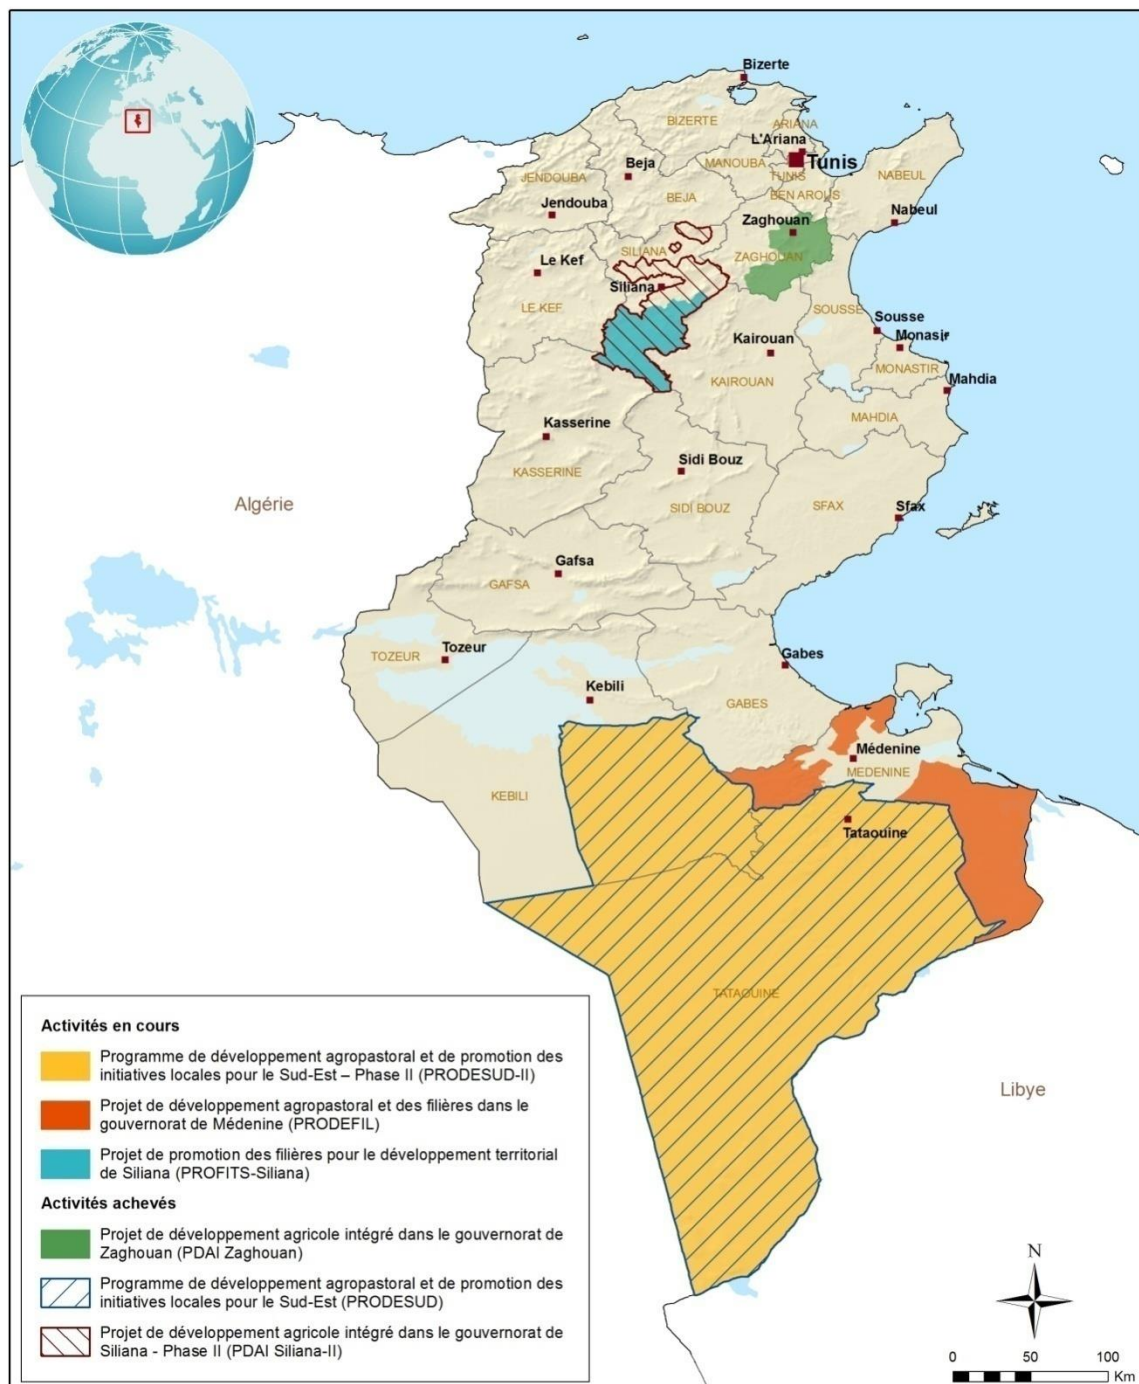 Bizerte
BIZERTE
ARIANA
L'Ariana
Tunis
MANOUBA
TUNIS
Beja
JENDOUBA
BEJA
BEN AROUS
NABEUL
Jendouba
Nabeul
Zaghouan
SILIANA
ZAGHOUAN
Le Kef
Siliana
LE KEF
SOUSSE
Sousse
Monasir
Kairouan
MONASTIR
KAIROUAN
Mahdia
MAHDIA
Kasserine
Sidi Bouz
KASSERINE
Algérie
SIDI BOUZ
SFAX
Sfax
Gafsa
GAFSA
Tozeur
TOZEUR
Gabes
Kebili
GABES
Médenine
MEDENINE
KEBILI
Tataouine
TATAOUINE
Libye
Activités en cours
Programme de développement agropastoral et de promotion des
initiatives locales pour le Sud-Est – Phase II (PRODESUD-II)
Projet de développement agropastoral et des filières dans le
gouvernorat de Médenine (PRODEFIL)
Projet de promotion des filières pour le développement territorial
de Siliana (PROFITS-Siliana)
Activités achevés
Projet de développement agricole intégré dans le gouvernorat de
Zaghouan (PDAI Zaghouan)
Programme de développement agropastoral et de promotion des
initiatives locales pour le Sud-Est (PRODESUD)
Projet de développement agricole intégré dans le gouvernorat de
Siliana - Phase II (PDAI Siliana-II)
N
0 50 100
Km